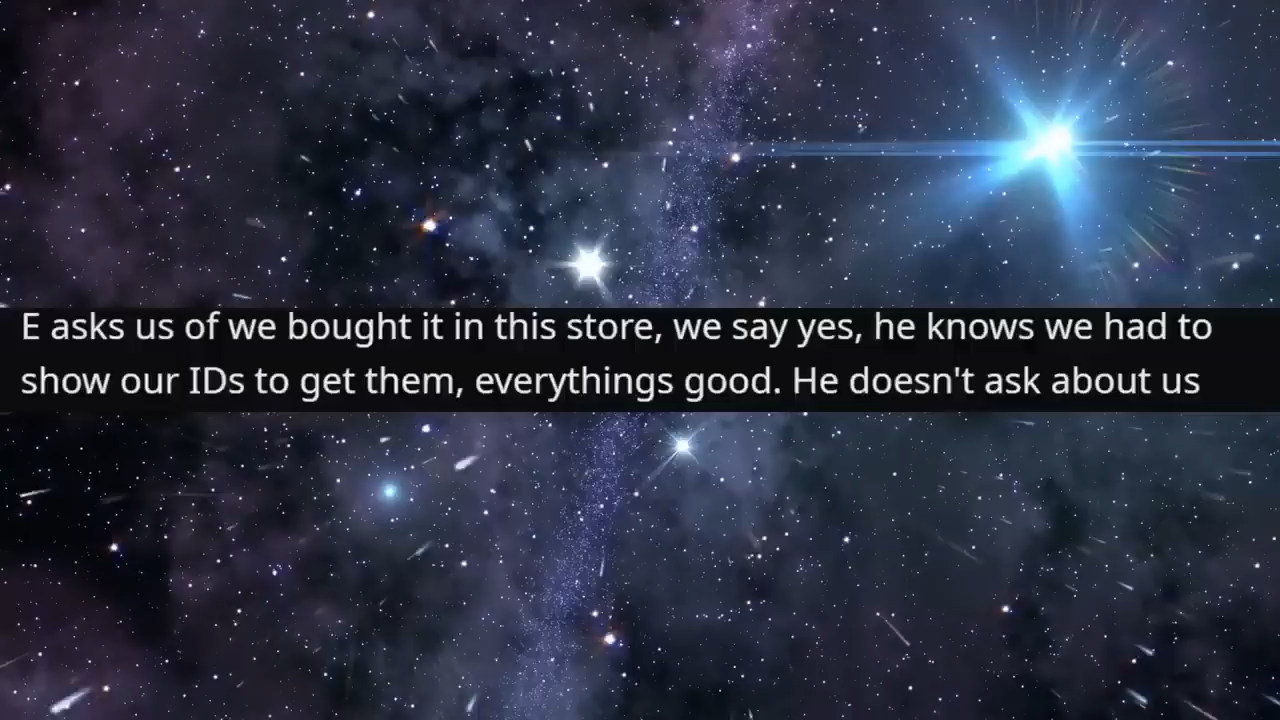 E asks us of we bought it in this store, we say yes, he knows we had to
show our IDs to get them, everythings good. He doesn't ask about us